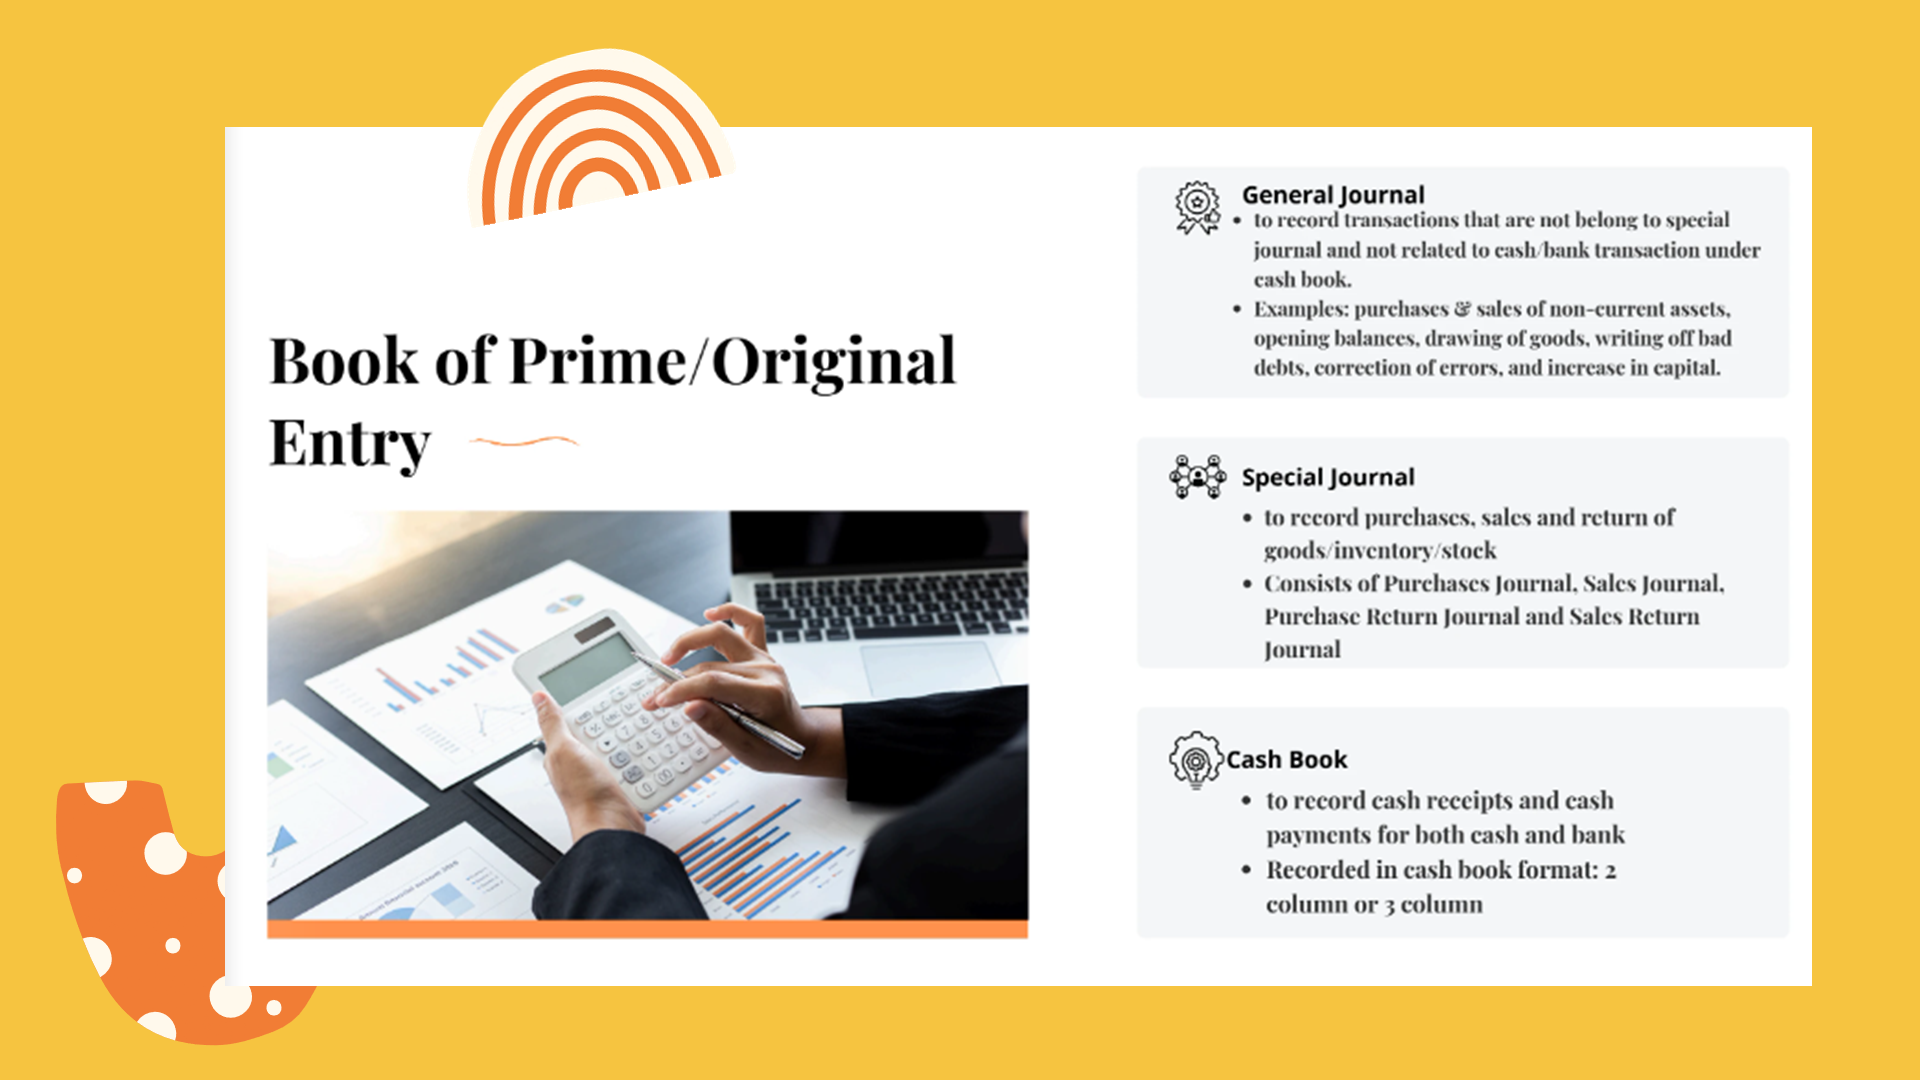 Book of Prime/Original
Entry
General Journal
• to record transactions that are not belong to special
journal and not related to cash/bank transaction under
cash book.
• Examples: purchases & sales of non-current assets,
opening balances, drawing of goods, writing off bad
debts, correction of errors, and increase in capital.
Special Journal
• to record purchases, sales and return of
goods/inventory/stock
• Consists of Purchases Journal, Sales Journal,
Purchase Return Journal and Sales Return
Journal
Cash Book
• to record cash receipts and cash
payments for both cash and bank
• Recorded in cash book format: 2
column or 3 column